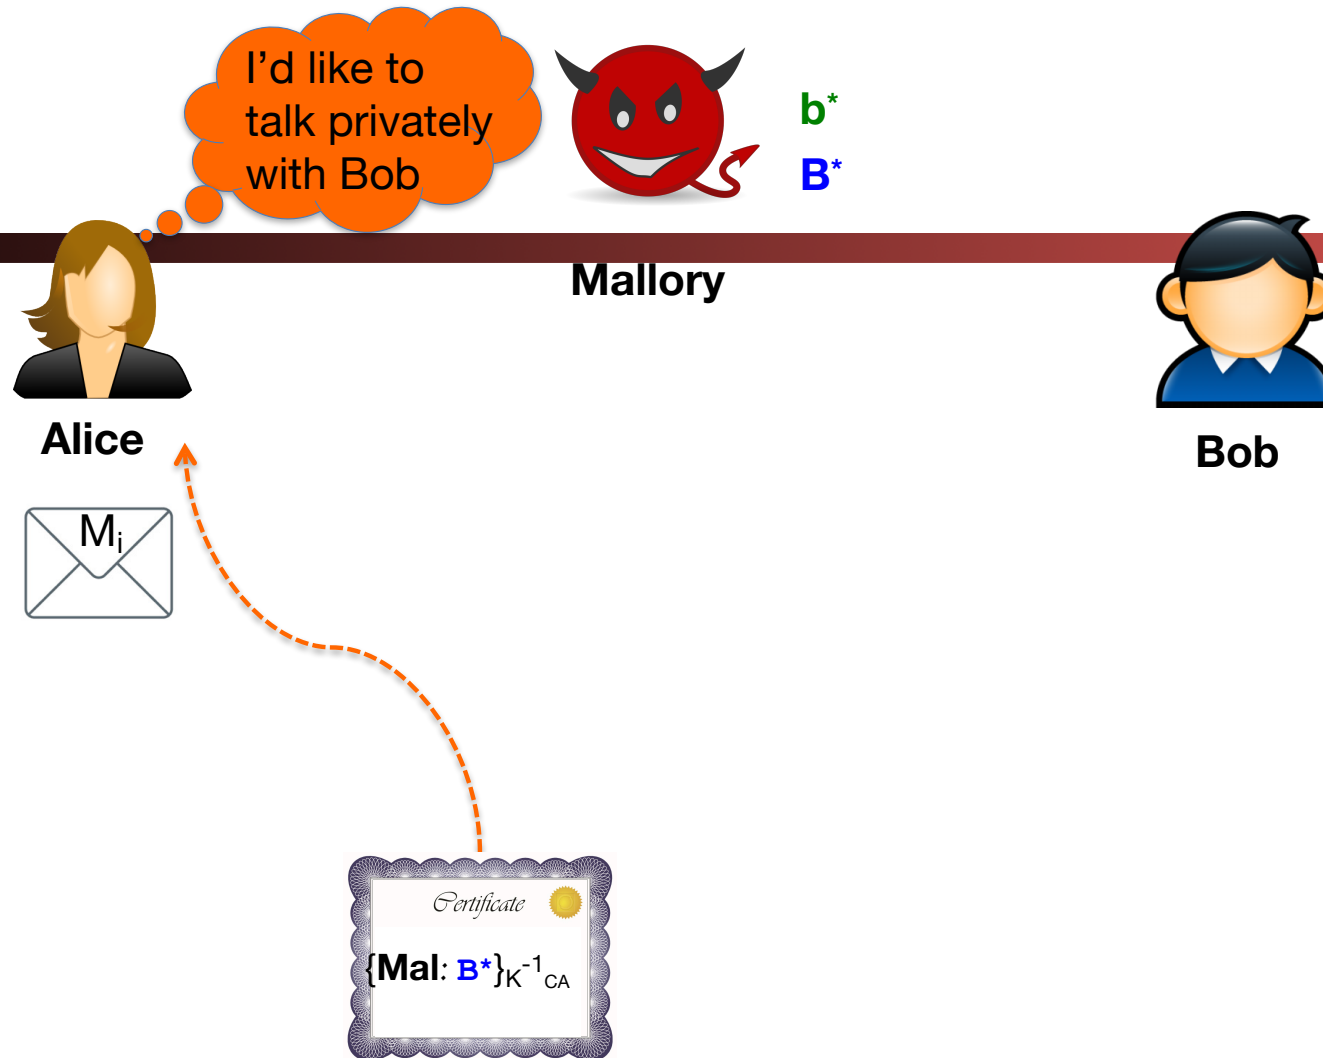 I’d like to
talk privately
with Bob
b*
B*
Mallory
Alice
Bob
Mi
Certificate
{Mal: B*}K-1CA